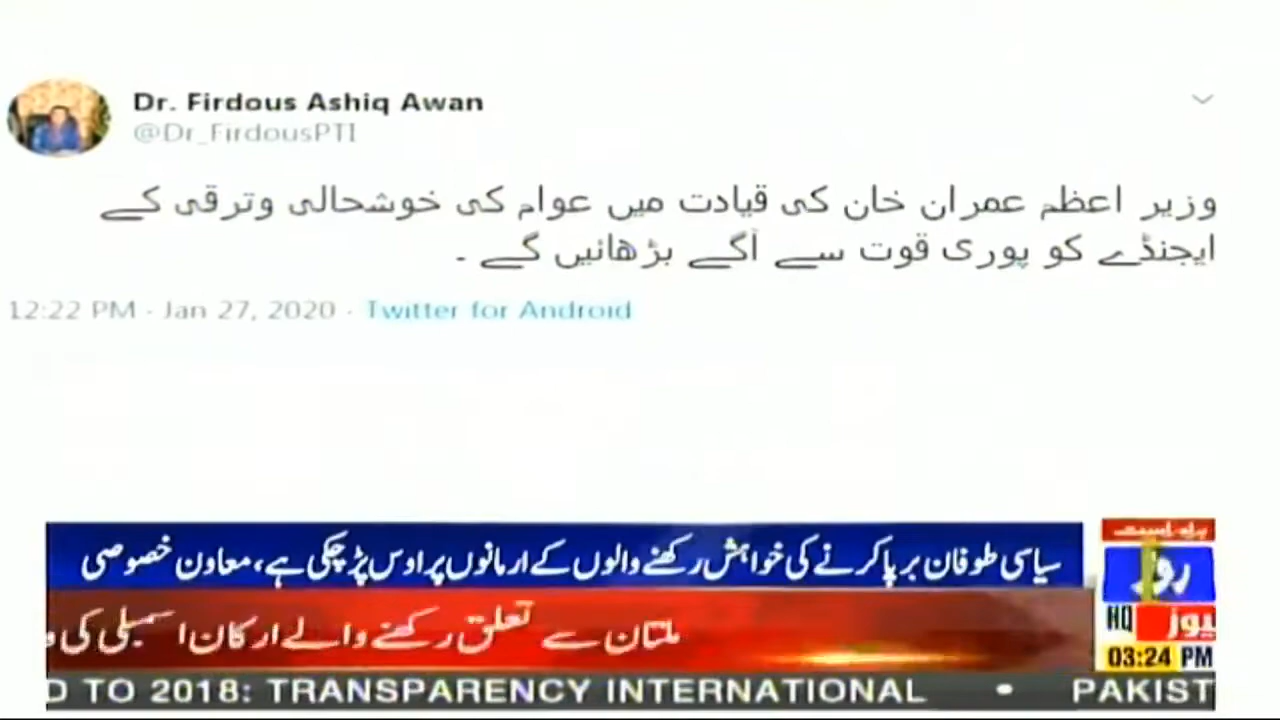 Dr. Firdous Ashiq Awan
@Dr_FirdousPTI
وزیر اعظم عمران خان کی قیادت میں عوام کی خوشحالی وترقی کے
ایجنڈے کو پوری قوت سے آگے بڑھائیں گے ۔
12:22 PM · Jan 27, 2020 · Twitter for Android
سیاسی طوفان برپا کرنے کی خواہش رکھنے والوں کے ارمانوں پر اوس پڑ چکی ہے، معاون خصوصی
براہ راست
ملتان سے تعلق رکھنے والے ارکان اسمبلی کی و
HQ نیوز
03:24 PM
D TO 2018: TRANSPARENCY INTERNATIONAL • PAKIST